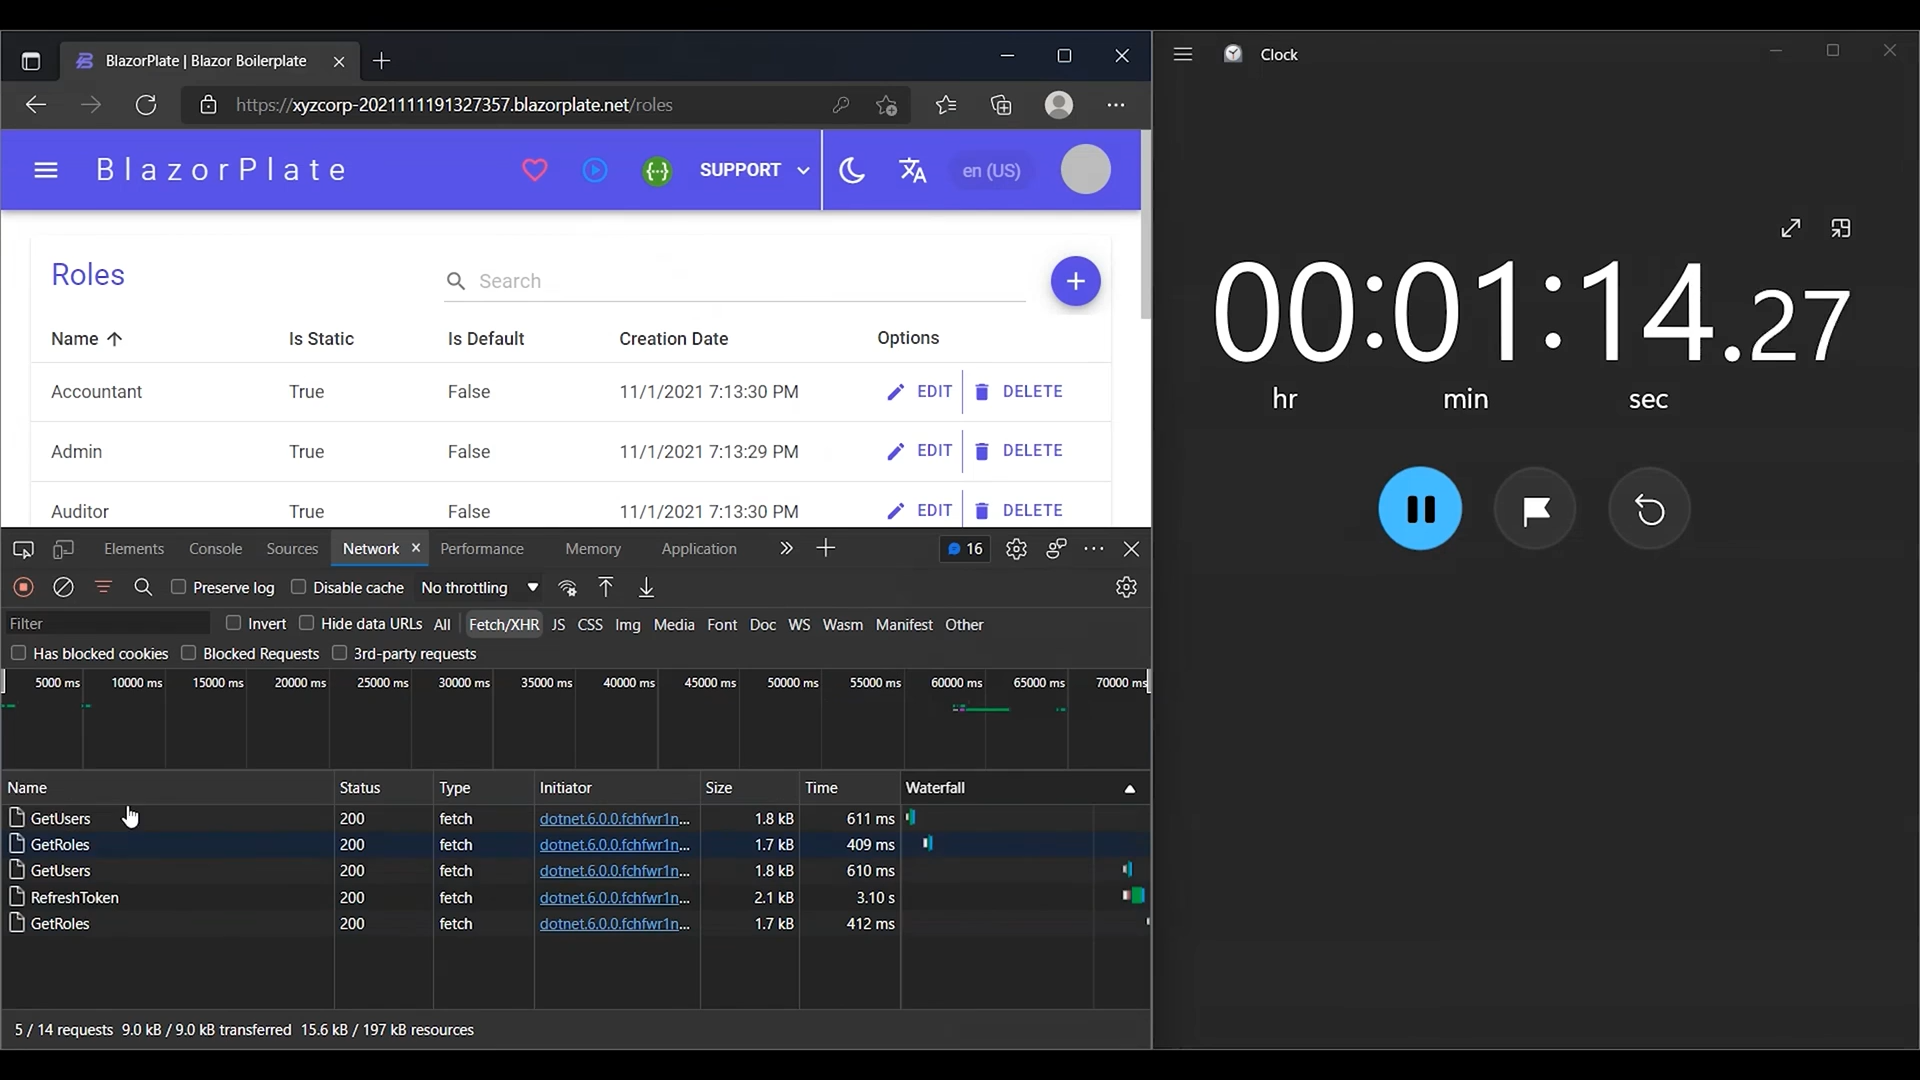 BlazorPlate | Blazor Boilerplate
https://xyzcorp-2021111191327357.blazorplate.net/roles
BlazorPlate SUPPORT en (US)
Roles Search
Name Is Static Is Default Creation Date Options
Accountant True False 11/1/2021 7:13:30 PM EDIT DELETE
Admin True False 11/1/2021 7:13:29 PM EDIT DELETE
Auditor True False 11/1/2021 7:13:30 PM EDIT DELETE
Elements Console Sources Network Performance Memory Application 16
Preserve log Disable cache No throttling
Filter Invert Hide data URLs All Fetch/XHR JS CSS Img Media Font Doc WS Wasm Manifest Other
Has blocked cookies Blocked Requests 3rd-party requests
5000 ms 10000 ms 15000 ms 20000 ms 25000 ms 30000 ms 35000 ms 40000 ms 45000 ms 50000 ms 55000 ms 60000 ms 65000 ms 70000 ms
Name Status Type Initiator Size Time Waterfall
GetUsers 200 fetch dotnet.6.0.0.fchfwr1n... 1.8 kB 611 ms
GetRoles 200 fetch dotnet.6.0.0.fchfwr1n... 1.7 kB 409 ms
GetUsers 200 fetch dotnet.6.0.0.fchfwr1n... 1.8 kB 610 ms
RefreshToken 200 fetch dotnet.6.0.0.fchfwr1n... 2.1 kB 3.10 s
GetRoles 200 fetch dotnet.6.0.0.fchfwr1n... 1.7 kB 412 ms
5 / 14 requests 9.0 kB / 9.0 kB transferred 15.6 kB / 197 kB resources
Clock
00:01:14.27
hr min sec